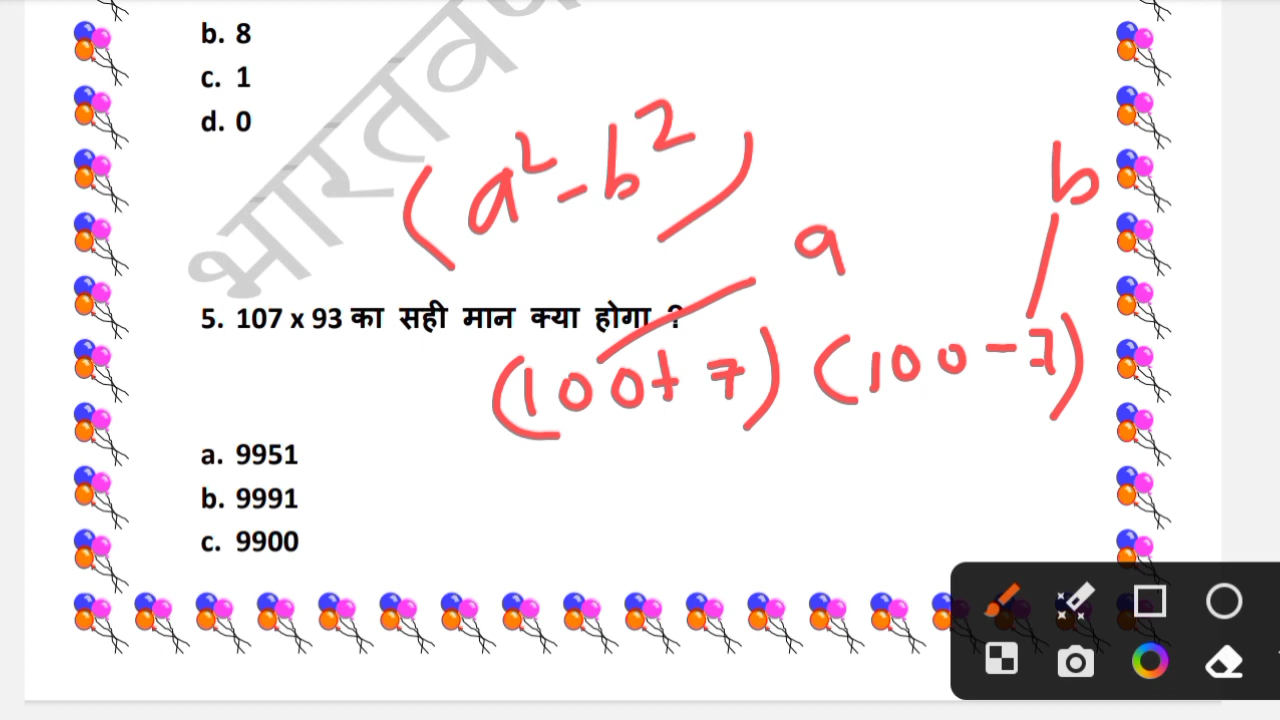 b. 8
c. 1
d. 0
(a²-b²)
b
a
5. 107 x 93 का सही मान क्या होगा ?
(100+7) (100-7)
a. 9951
b. 9991
c. 9900